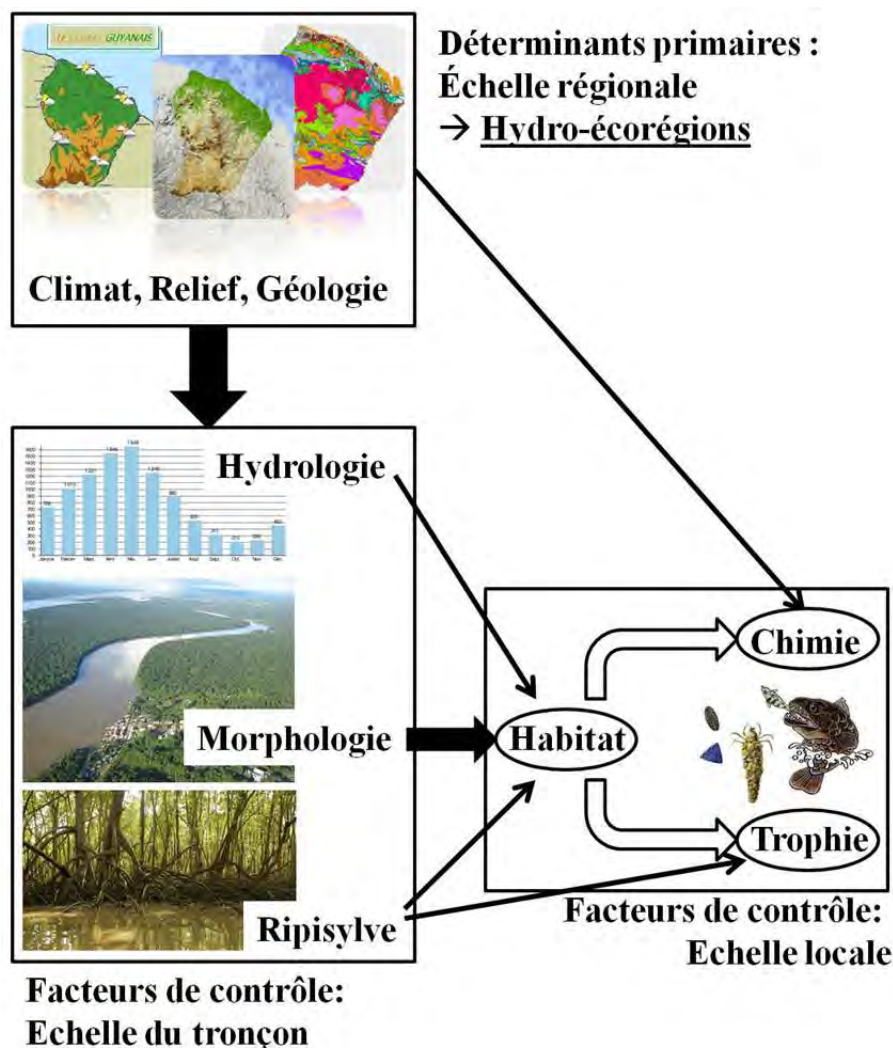 GUYANAIS
Déterminants primaires :
Échelle régionale
→ Hydro-écorégions
Climat, Relief, Géologie
Hydrologie
Chimie
Morphologie
Habitat
Trophie
Ripisylve
Facteurs de contrôle:
Echelle locale
Facteurs de contrôle:
Echelle du tronçon